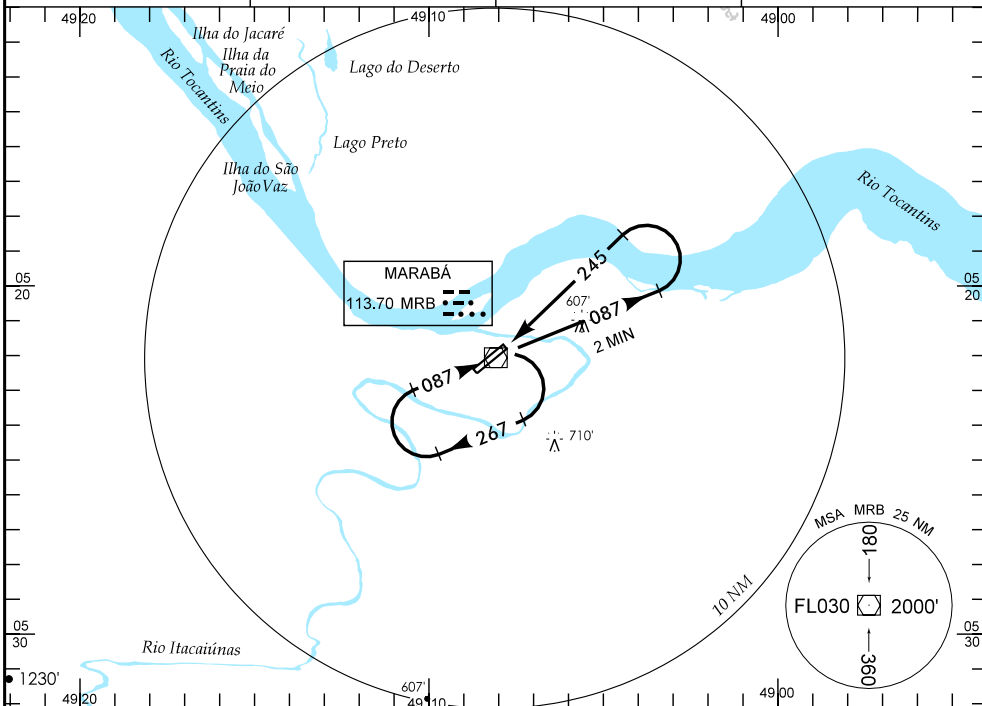 49 20
49 10
49 00
Ilha do Jacaré
Ilha da
Praia do
Meio
Lago do Deserto
Rio Tocantins
Lago Preto
Ilha do São
JoãoVaz
Rio Tocantins
MARABÁ
113.70 MRB
245
607'
087
2 MIN
05
20
05
20
087
267
710'
MSA MRB 25 NM
180
FL030
2000'
360
10 NM
05
30
05
30
Rio Itacaiúnas
1230'
607'
49 20
49 10
49 00